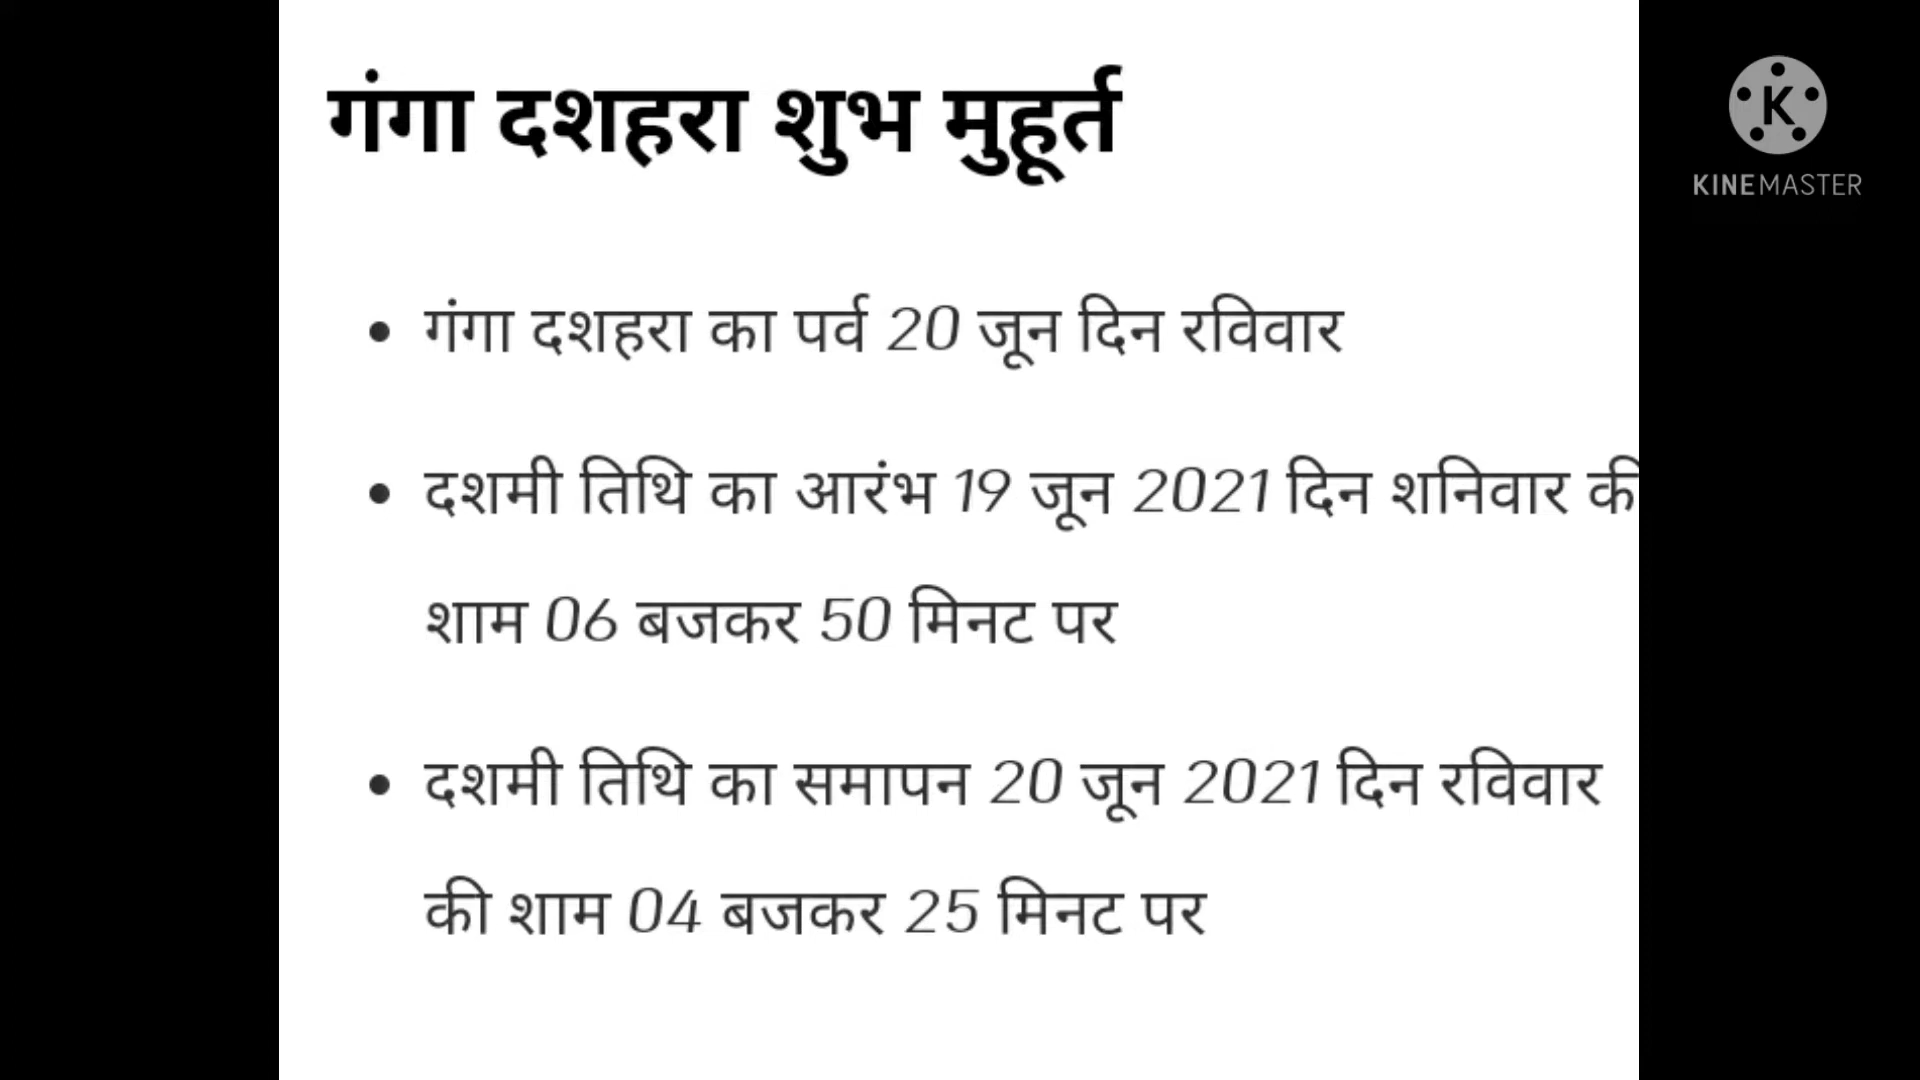 गंगा दशहरा शुभ मुहूर्त
KINEMASTER
• गंगा दशहरा का पर्व 20 जून दिन रविवार
• दशमी तिथि का आरंभ 19 जून 2021 दिन शनिवार की
शाम 06 बजकर 50 मिनट पर
• दशमी तिथि का समापन 20 जून 2021 दिन रविवार
की शाम 04 बजकर 25 मिनट पर